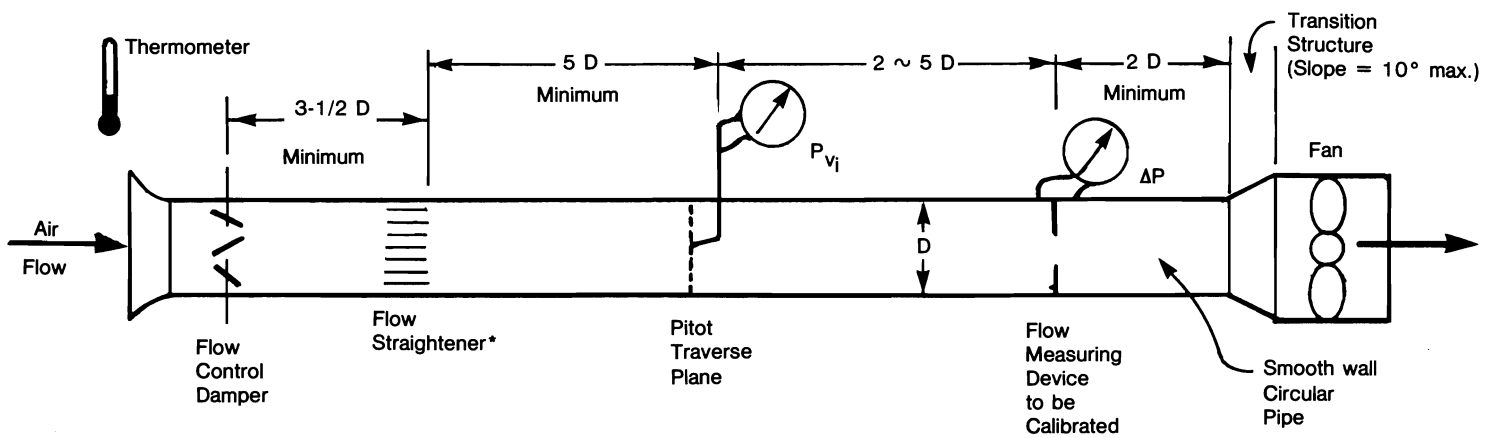 Thermometer
5 D
Minimum
2 ~ 5 D
2 D
Minimum
Transition
Structure
(Slope = 10° max.)
3-1/2 D
Minimum
P_{v_i}
ΔP
Fan
Air
Flow
D
Flow
Control
Damper
Flow
Straightener*
Pitot
Traverse
Plane
Flow
Measuring
Device
to be
Calibrated
Smooth wall
Circular
Pipe